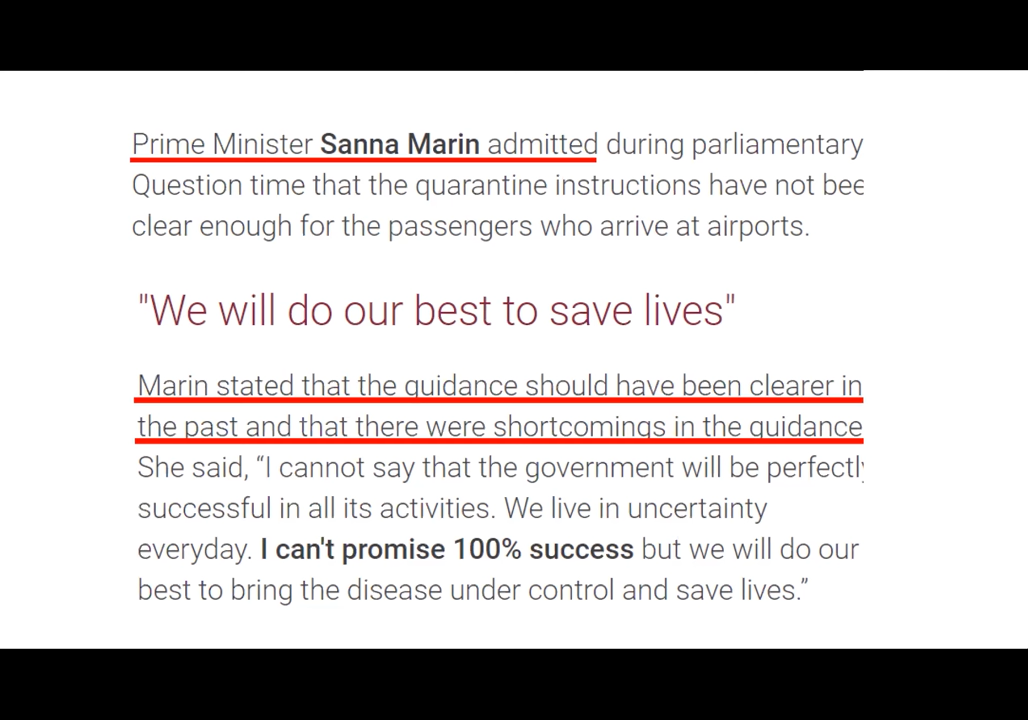 Prime Minister Sanna Marin admitted during parliamentary
Question time that the quarantine instructions have not bee
clear enough for the passengers who arrive at airports.
"We will do our best to save lives"
Marin stated that the guidance should have been clearer in
the past and that there were shortcomings in the guidance
She said, “I cannot say that the government will be perfectly
successful in all its activities. We live in uncertainty
everyday. I can't promise 100% success but we will do our
best to bring the disease under control and save lives.”